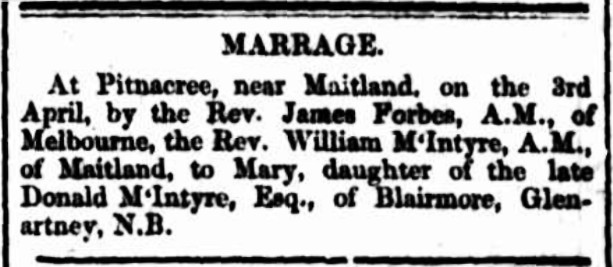 MARRAGE.
At Pitnacree, near Maitland, on the 3rd
April, by the Rev. James Forbes, A.M., of
Melbourne, the Rev. William M'Intyre, A.M.,
of Maitland, to Mary, daughter of the late
Donald M'Intyre, Esq., of Blairmore, Glen-
artney, N.B.